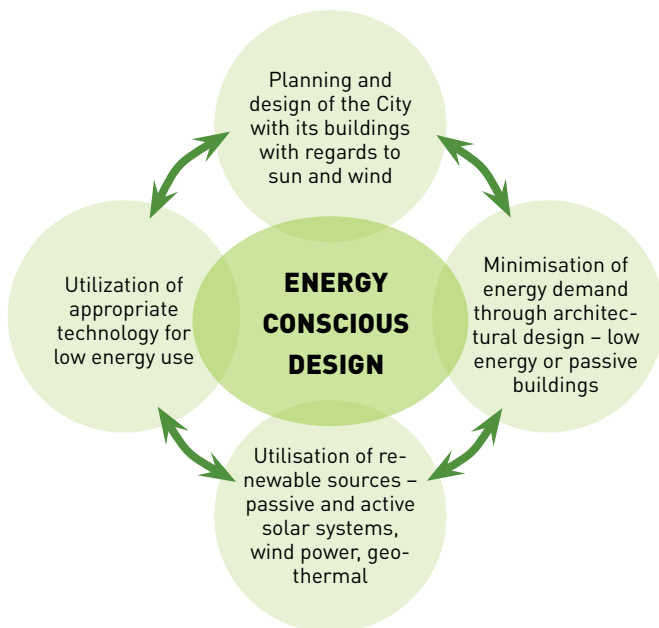 Planning and
design of the City
with its buildings
with regards to
sun and wind
Utilization of
appropriate
technology for
low energy use
ENERGY
CONSCIOUS
DESIGN
Minimisation of
energy demand
through architec-
tural design – low
energy or passive
buildings
Utilisation of re-
newable sources –
passive and active
solar systems,
wind power, geo-
thermal